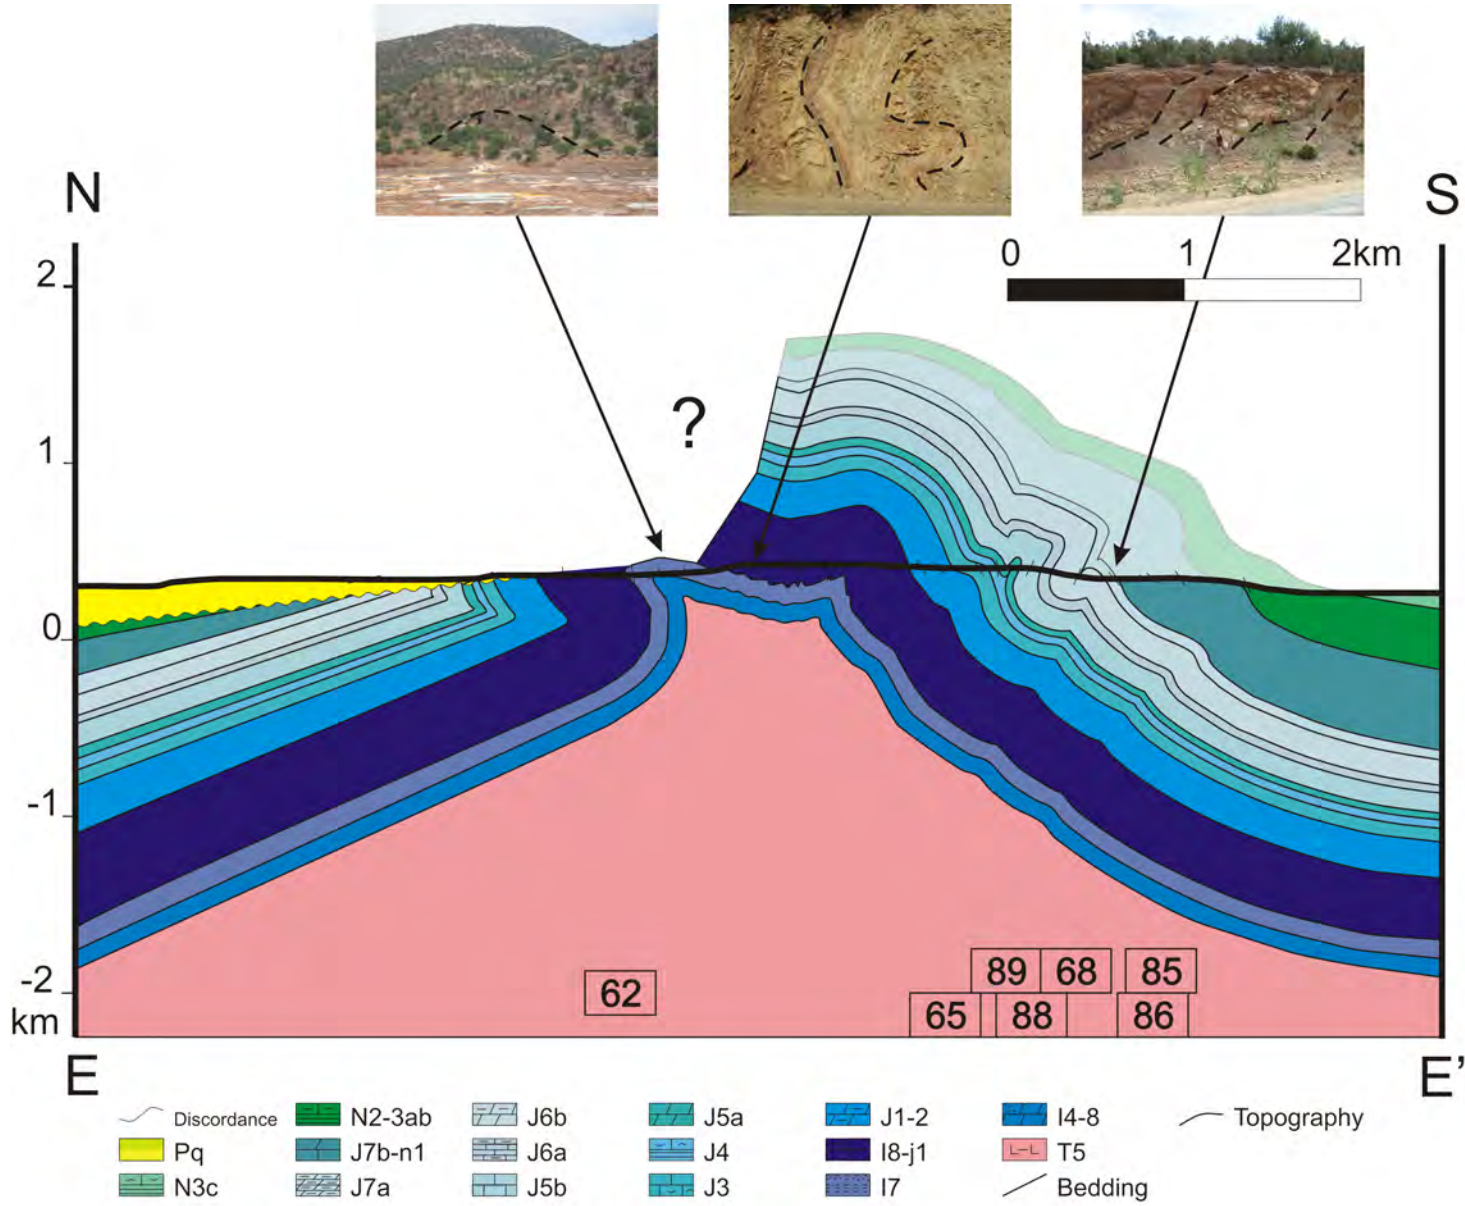 N
S
0 1 2km
2
1
0
-1
-2
km
?
89 68 85
62
65 88 86
E
E’
Discordance
N2-3ab
J6b
J5a
J1-2
I4-8
Topography
Pq
J7b-n1
J6a
J4
I8-j1
T5
N3c
J7a
J5b
J3
I7
Bedding